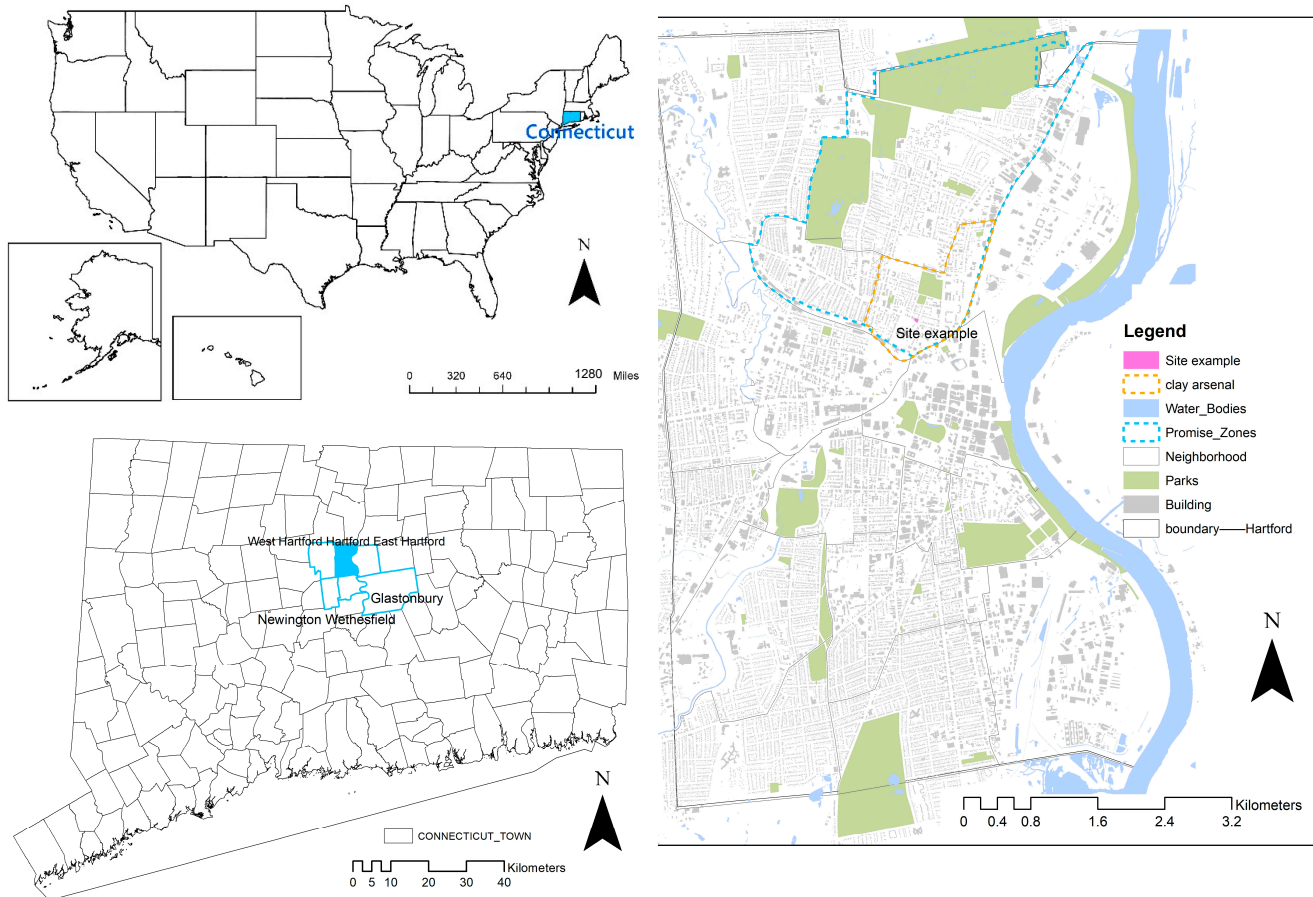 Connecticut
N
0 320 640 1280 Miles
West Hartford Hartford East Hartford
Glastonbury
Newington Wethesfield
N
CONNECTICUT_TOWN
Kilometers
0 5 10 20 30 40
Site example
Legend
Site example
clay arsenal
Water_Bodies
Promise_Zones
Neighborhood
Parks
Building
boundary——Hartford
N
Kilometers
0 0.4 0.8 1.6 2.4 3.2